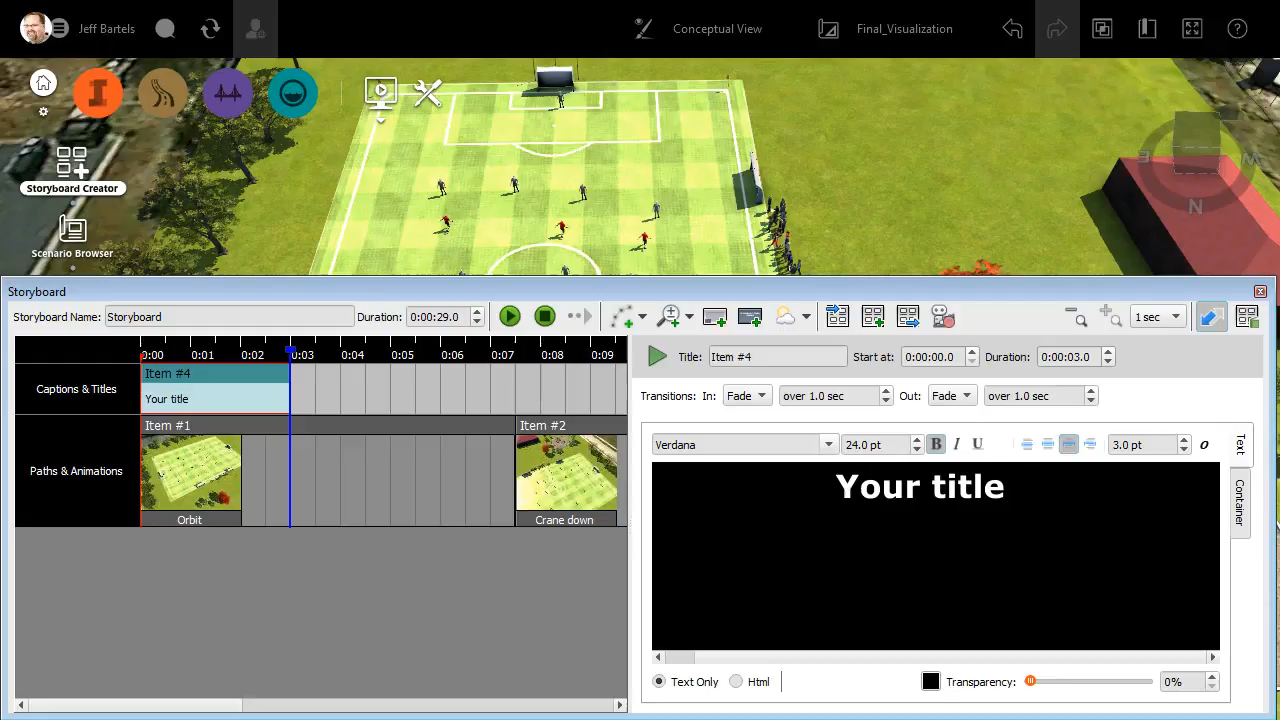 Jeff Bartels
Conceptual View
Final_Visualization
Storyboard Creator
Scenario Browser
N
Storyboard
Storyboard Name: Storyboard Duration: 0:00:29.0 1 sec
0:00 0:01 0:02 0:03 0:04 0:05 0:06 0:07 0:08 0:09
Captions & Titles
Item #4
Your title
Paths & Animations
Item #1
Orbit
Item #2
Crane down
Title: Item #4 Start at: 0:00:00.0 Duration: 0:00:03.0
Transitions: In: Fade over 1.0 sec Out: Fade over 1.0 sec
Verdana 24.0 pt B I U 3.0 pt O
Text
Container
Your title
Text Only Html Transparency: 0%